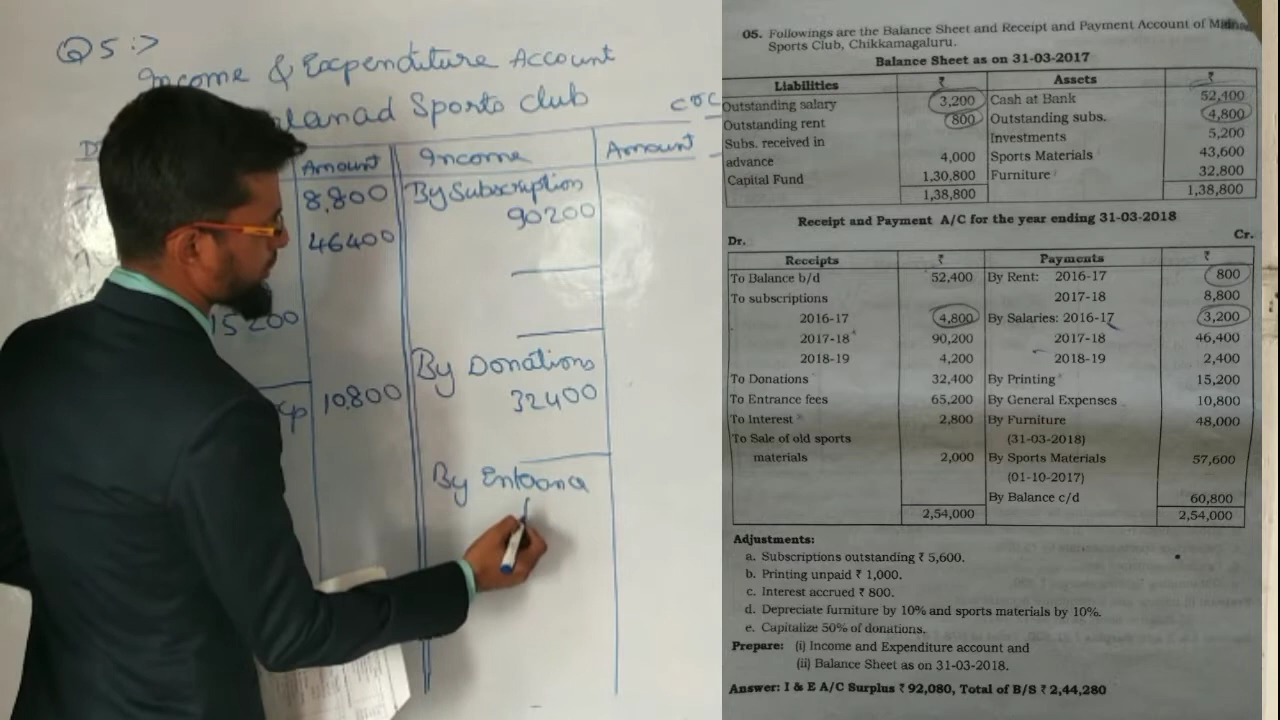 Q5:>
Income & Expenditure Account
alanad Sports club
Amount
Income
Amount
8,800
By Subscription
90200
46400
15200
By Donations
32400
10,800
By Entranc
05. Followings are the Balance Sheet and Receipt and Payment Account of
Sports Club, Chikkamagaluru.
Balance Sheet as on 31-03-2017
Liabilities ₹ Assets ₹
Outstanding salary 3,200 Cash at Bank 52,400
Outstanding rent 800 Outstanding subs. 4,800
Subs. received in Investments 5,200
advance 4,000 Sports Materials 43,600
Capital Fund 1,30,800 Furniture 32,800
1,38,800 1,38,800
Receipt and Payment A/C for the year ending 31-03-2018
Dr. Cr.
Receipts ₹ Payments ₹
To Balance b/d 52,400 By Rent: 2016-17 800
To subscriptions 2017-18 8,800
2016-17 4,800 By Salaries: 2016-17 3,200
2017-18 90,200 2017-18 46,400
2018-19 4,200 2018-19 2,400
To Donations 32,400 By Printing 15,200
To Entrance fees 65,200 By General Expenses 10,800
To Interest 2,800 By Furniture 48,000
To Sale of old sports (31-03-2018)
materials 2,000 By Sports Materials 57,600
(01-10-2017)
By Balance c/d 60,800
2,54,000 2,54,000
Adjustments:
a. Subscriptions outstanding ₹ 5,600.
b. Printing unpaid ₹ 1,000.
c. Interest accrued ₹ 800.
d. Depreciate furniture by 10% and sports materials by 10%.
e. Capitalize 50% of donations.
Prepare: (i) Income and Expenditure account and
(ii) Balance Sheet as on 31-03-2018.
Answer: I & E A/C Surplus ₹ 92,080, Total of B/S ₹ 2,44,280